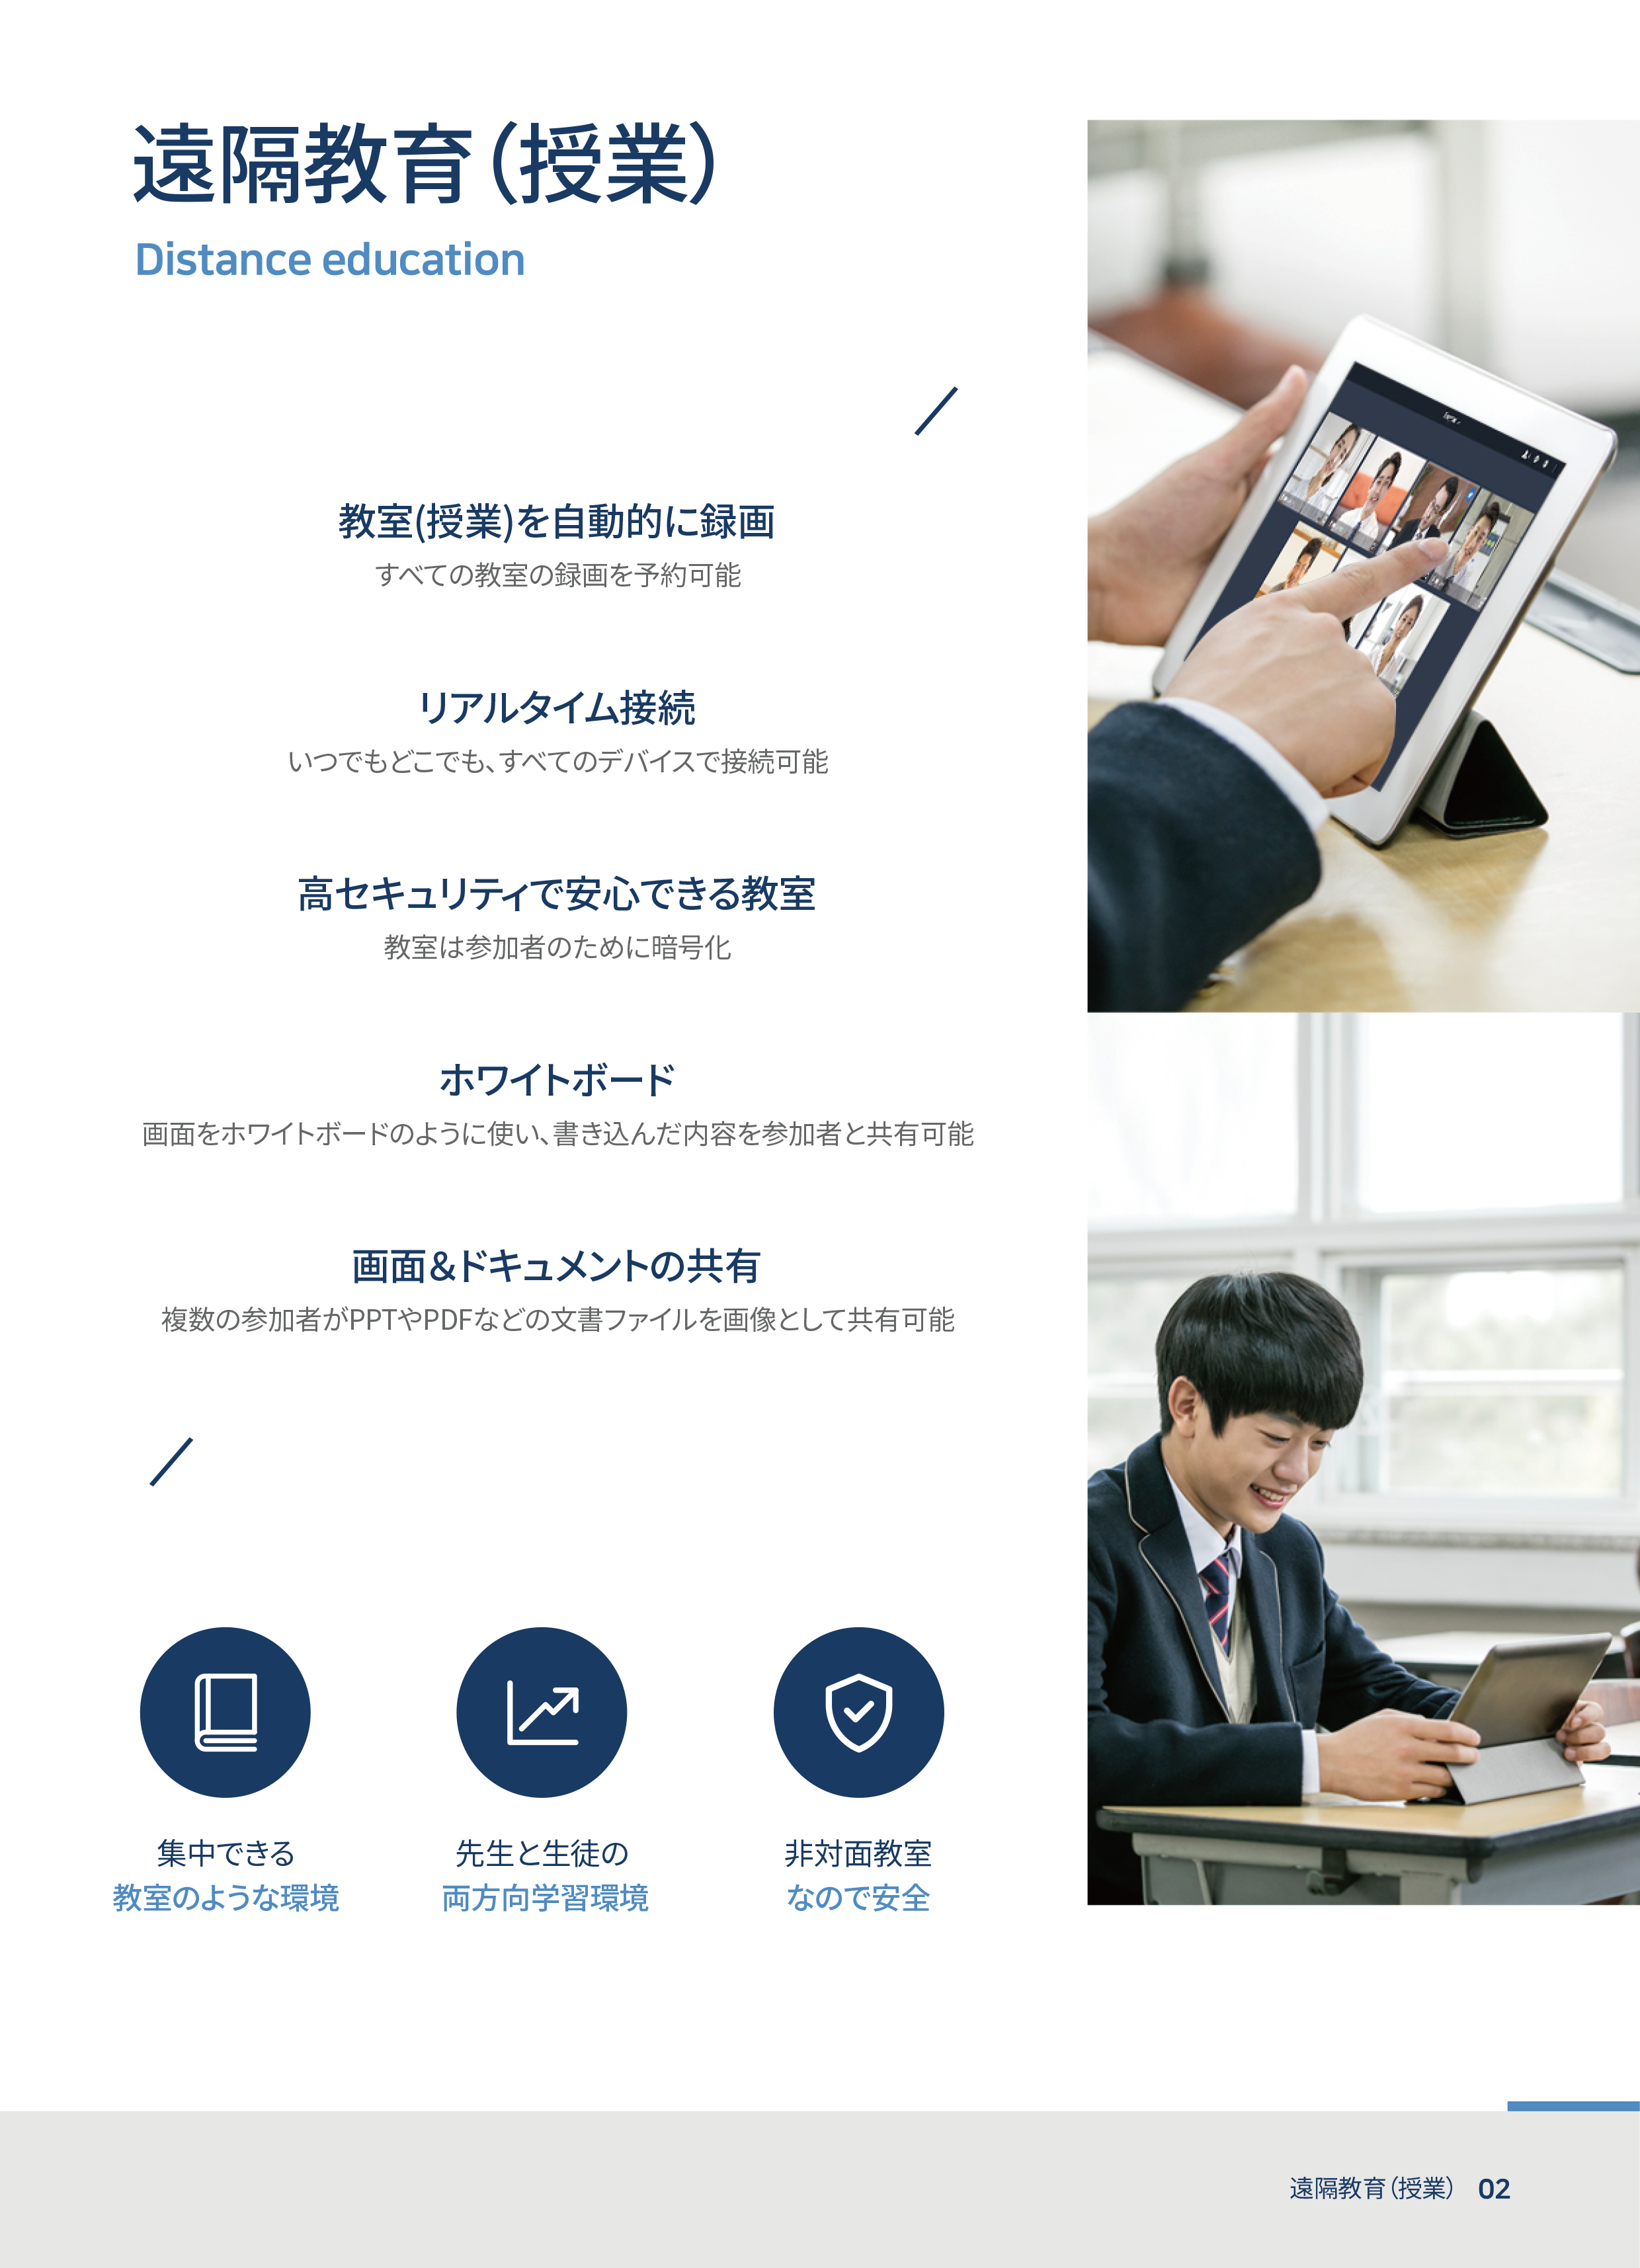 遠隔教育（授業）
Distance education
教室(授業)を自動的に録画
すべての教室の録画を予約可能
リアルタイム接続
いつでもどこでも、すべてのデバイスで接続可能
高セキュリティで安心できる教室
教室は参加者のために暗号化
ホワイトボード
画面をホワイトボードのように使い、書き込んだ内容を参加者と共有可能
画面＆ドキュメントの共有
複数の参加者がPPTやPDFなどの文書ファイルを画像として共有可能
集中できる
教室のような環境
先生と生徒の
両方向学習環境
非対面教室
なので安全
遠隔教育（授業） 02